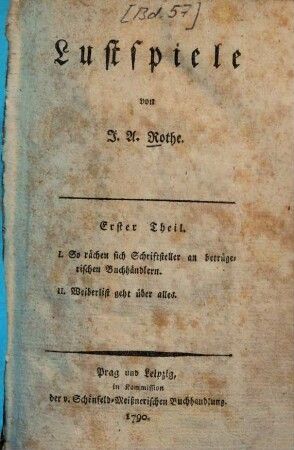 [Bd. 57]
Lustspiele
von
J. A. Rothe.
Erster Theil.
I. So rächen sich Schriftsteller an betrüge-
rischen Buchhändlern.
II. Weiberlist geht über alles.
Prag und Leipzig,
in Kommission
der v. Schönfeld-Meißnerischen Buchhandlung.
1790.